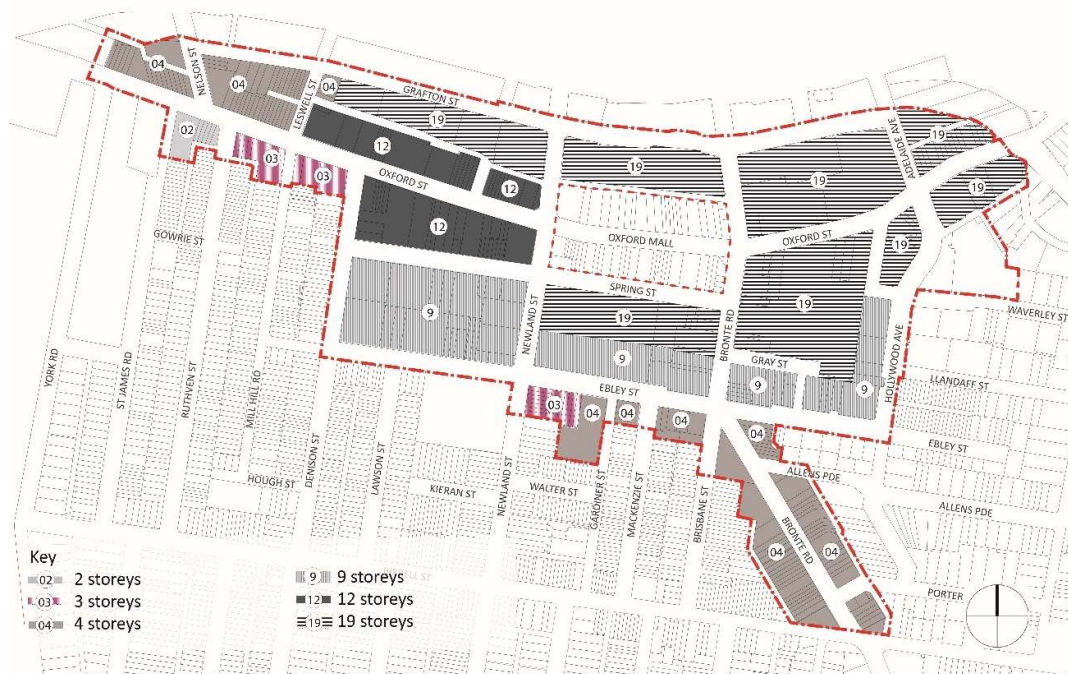 NELSON ST
04
04
LESWELL ST
04
GRAFTON ST
19
02
03
03
12
OXFORD ST
12
19
ADELAIDE AVE
19
19
19
12
OXFORD MALL
OXFORD ST
19
GOWRIE ST
SPRING ST
19
9
NEWLAND ST
19
BRONTE RD
WAVERLEY ST
YORK RD
ST JAMES RD
RUTHVEN ST
MILL HILL RD
9
GRAY ST
9
9
HOLLYWOOD AVE
LLANDAFF ST
EBLEY ST
03
04
04
04
04
EBLEY ST
DENISON ST
LAWSON ST
HOUGH ST
KIERAN ST
NEWLAND ST
WALTER ST
GARDINER ST
MACKENZIE ST
BRISBANE ST
ALLENS PDE
ALLENS PDE
BRONTE RD
04
04
PORTER
Key
02 2 storeys
03 3 storeys
04 4 storeys
9 9 storeys
12 12 storeys
19 19 storeys